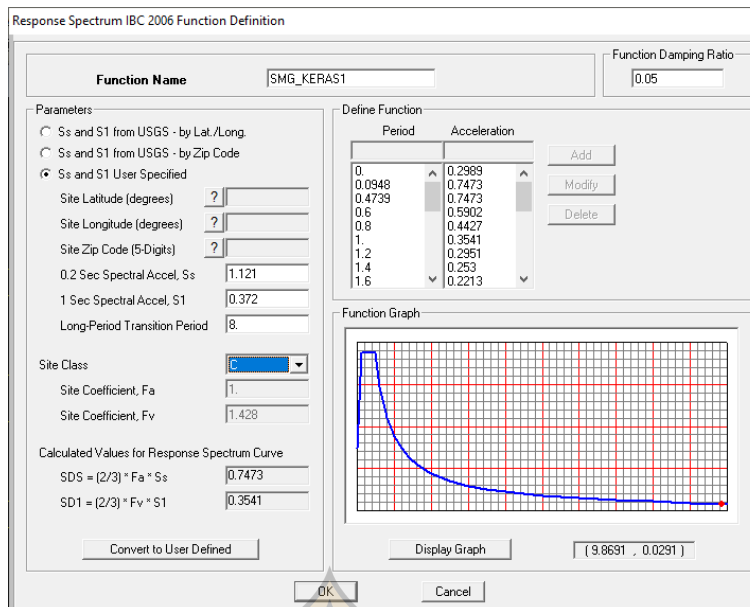 Response Spectrum IBC 2006 Function Definition
Function Damping Ratio
Function Name SMG_KERAS1 0.05
Parameters
Ss and S1 from USGS - by Lat./Long.
Ss and S1 from USGS - by Zip Code
Ss and S1 User Specified
Site Latitude (degrees) ?
Site Longitude (degrees) ?
Site Zip Code (5-Digits) ?
0.2 Sec Spectral Accel, Ss 1.121
1 Sec Spectral Accel, S1 0.372
Long-Period Transition Period 8.
Site Class C
Site Coefficient, Fa 1.
Site Coefficient, Fv 1.428
Calculated Values for Response Spectrum Curve
SDS = (2/3) * Fa * Ss 0.7473
SD1 = (2/3) * Fv * S1 0.3541
Convert to User Defined
Define Function
Period Acceleration
0. 0.2989
0.0948 0.7473
0.4739 0.7473
0.6 0.5902
0.8 0.4427
1. 0.3541
1.2 0.2951
1.4 0.253
1.6 0.2213
Add
Modify
Delete
Function Graph
Display Graph (9.8691 , 0.0291)
OK Cancel